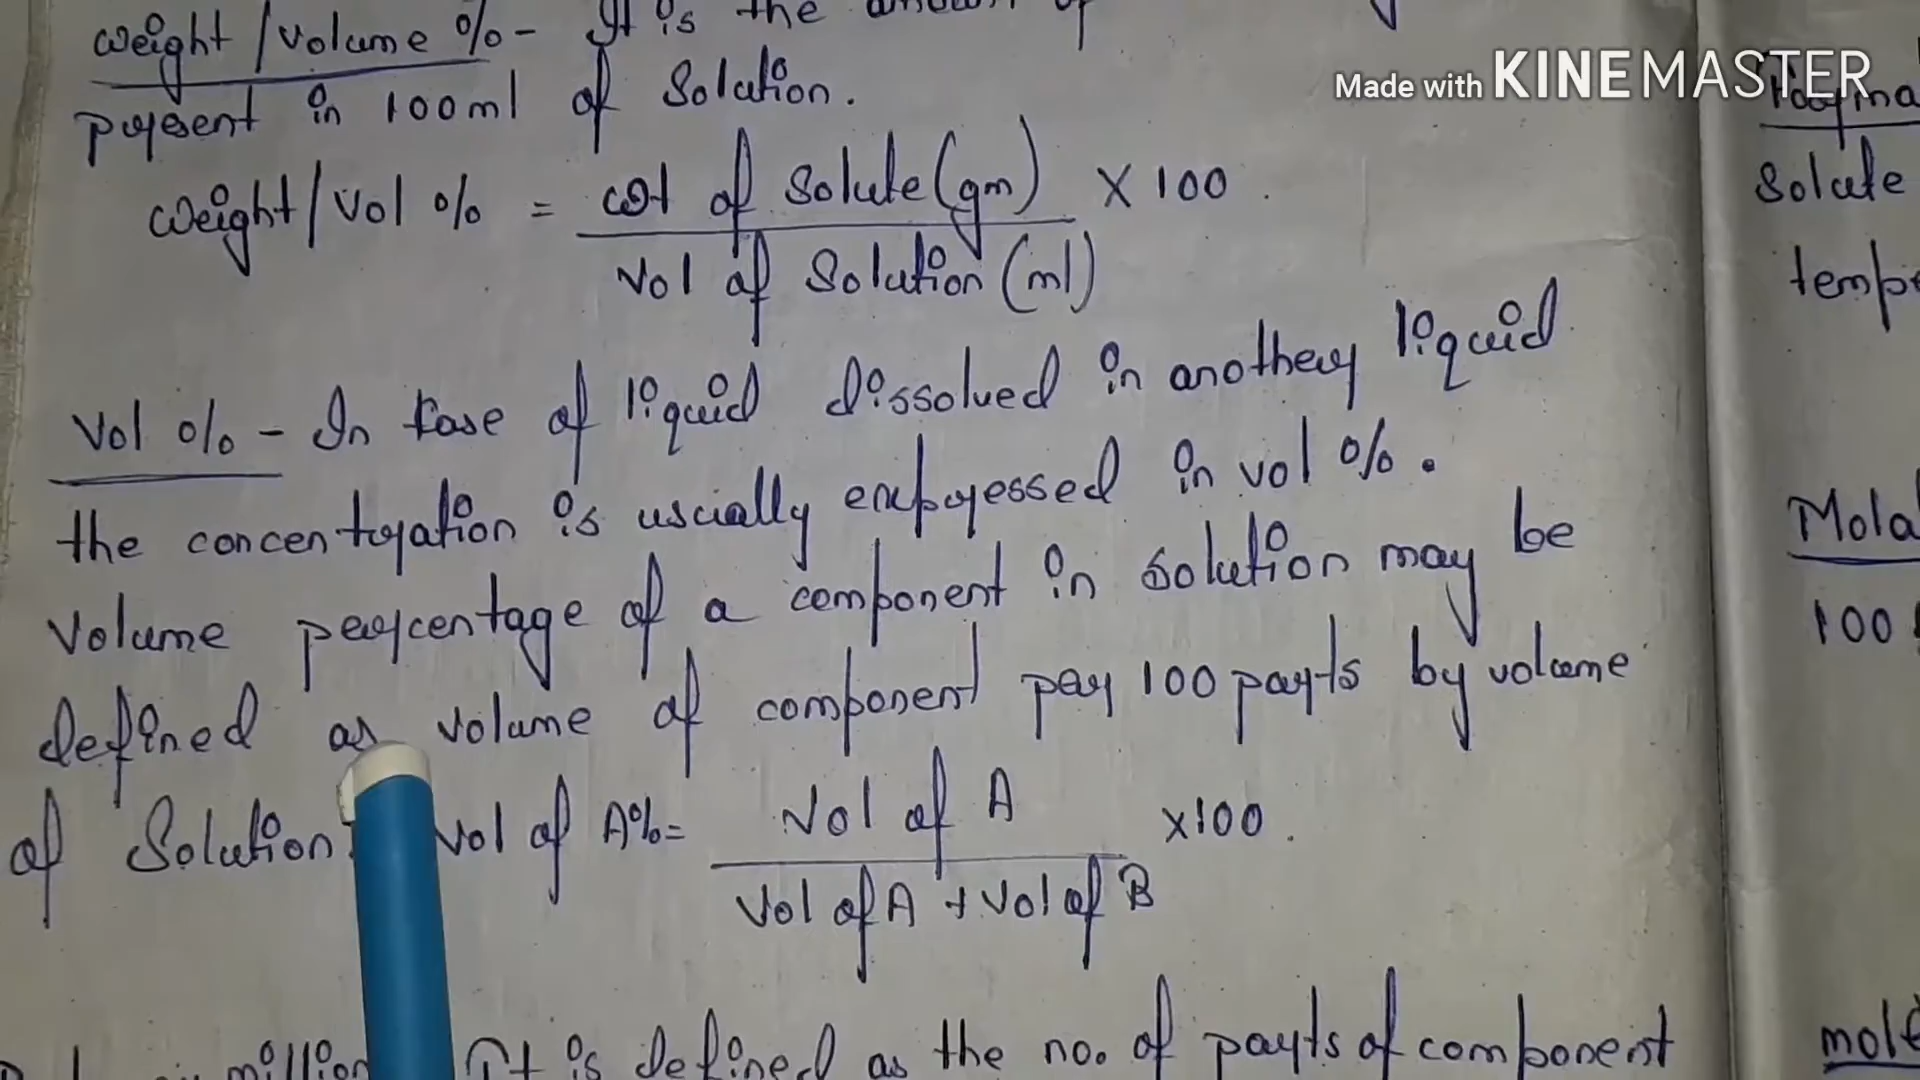 weight/volume %- It is the amount of
present in 100ml of Solution.
weight/vol % = wt of Solute(gm) X 100.
Vol of Solution (ml)
Vol % - In Case of liquid dissolved in another liquid
the concentration is usually expressed in vol %.
Volume percentage of a component in solution may be
defined as volume of component per 100 parts by volume
of Solution Vol of A%= Vol of A X100.
Vol of A + Vol of B
million It is defined as the no. of parts of component
Made with KINEMASTER
Solute
temp
Mola
100
mole